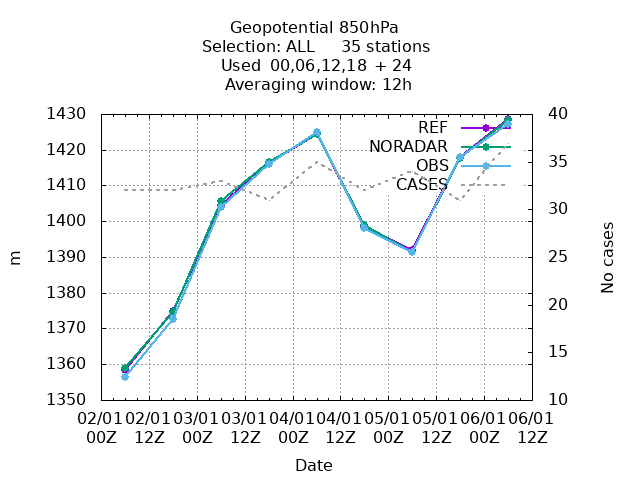 Geopotential 850hPa
Selection: ALL     35 stations
Used 00,06,12,18 + 24
Averaging window: 12h
1430
1420
1410
1400
1390
1380
1370
1360
1350
m
REF
NORADAR
OBS
CASES
40
35
30
25
20
15
10
No cases
02/01 02/01 03/01 03/01 04/01 04/01 05/01 05/01 06/01 06/01
00Z 12Z 00Z 12Z 00Z 12Z 00Z 12Z 00Z 12Z
Date